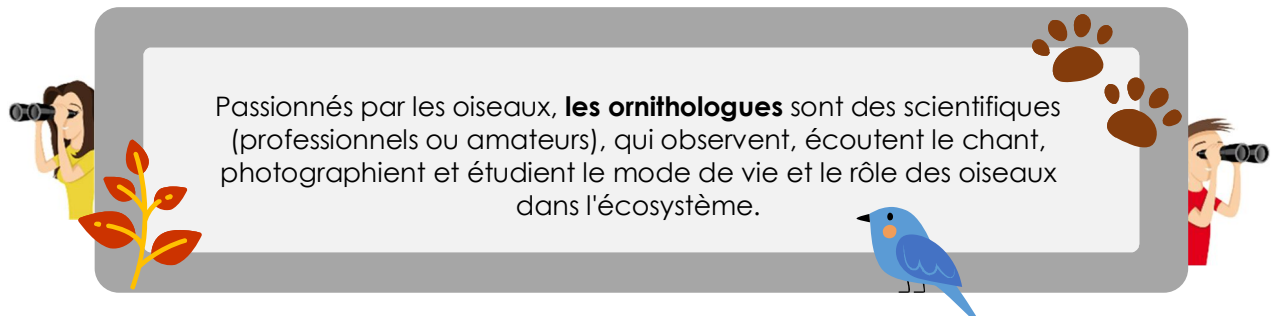 Passionnés par les oiseaux, les ornithologues sont des scientifiques
(professionnels ou amateurs), qui observent, écoutent le chant,
photographient et étudient le mode de vie et le rôle des oiseaux
dans l'écosystème.